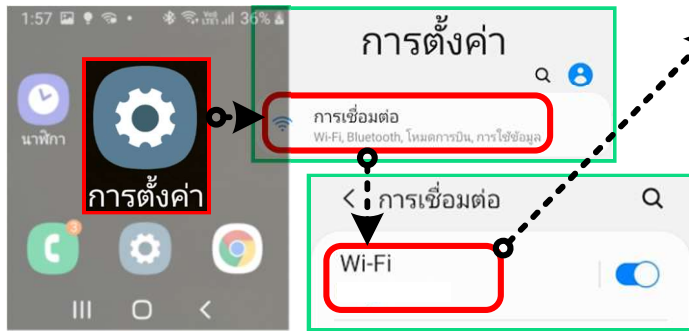 1:57 36%
นาฬิกา
การตั้งค่า
3
การตั้งค่า
การเชื่อมต่อ
Wi-Fi, Bluetooth, โหมดการบิน, การใช้ข้อมูล
การเชื่อมต่อ
Wi-Fi